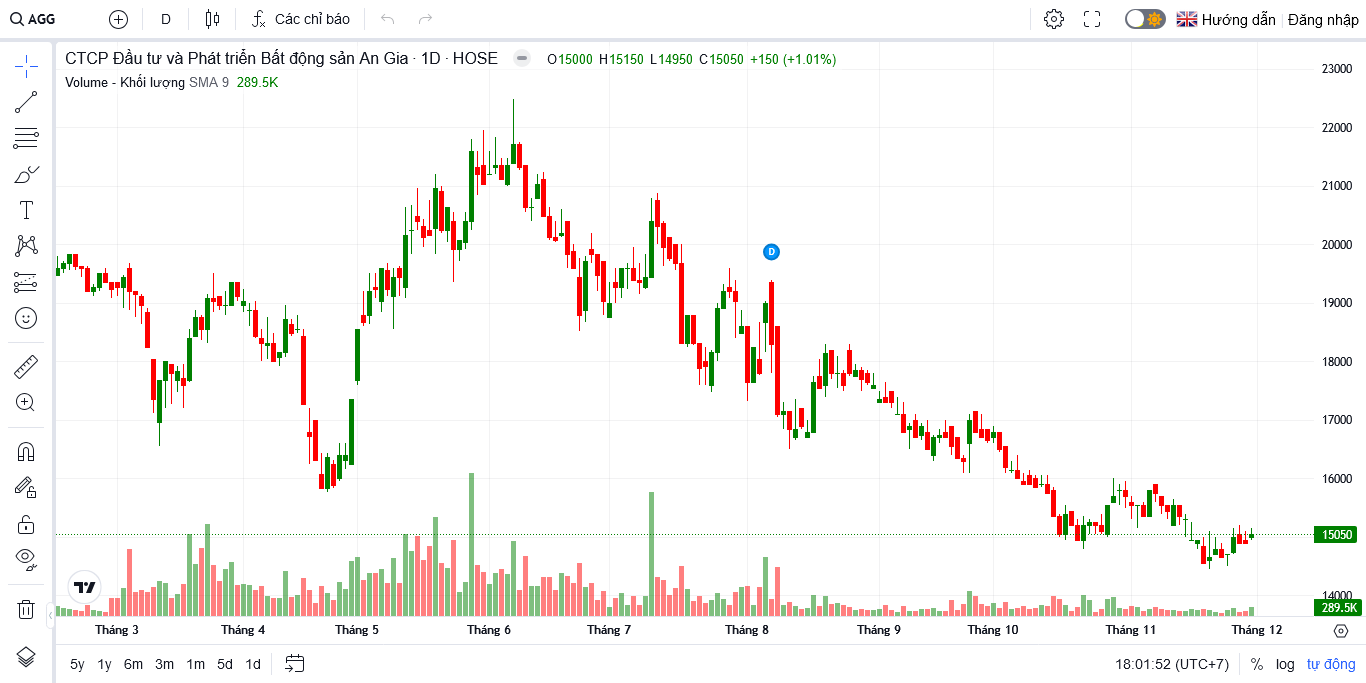 AGG D Các chỉ báo Hướng dẫn Đăng nhập
CTCP Đầu tư và Phát triển Bất động sản An Gia · 1D · HOSE O15000 H15150 L14950 C15050 +150 (+1.01%)
Volume - Khối lượng SMA 9 289.5K
23000
22000
21000
20000
D
19000
18000
17000
16000
15050
14000
289.5K
Tháng 3 Tháng 4 Tháng 5 Tháng 6 Tháng 7 Tháng 8 Tháng 9 Tháng 10 Tháng 11 Tháng 12
5y 1y 6m 3m 1m 5d 1d 18:01:52 (UTC+7) % log tự động